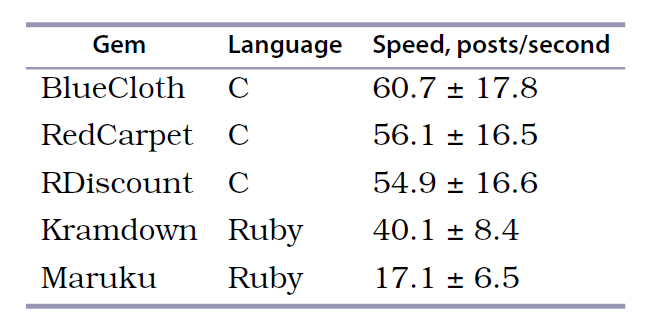 Gem Language Speed, posts/second
BlueCloth C 60.7 ± 17.8
RedCarpet C 56.1 ± 16.5
RDiscount C 54.9 ± 16.6
Kramdown Ruby 40.1 ± 8.4
Maruku Ruby 17.1 ± 6.5